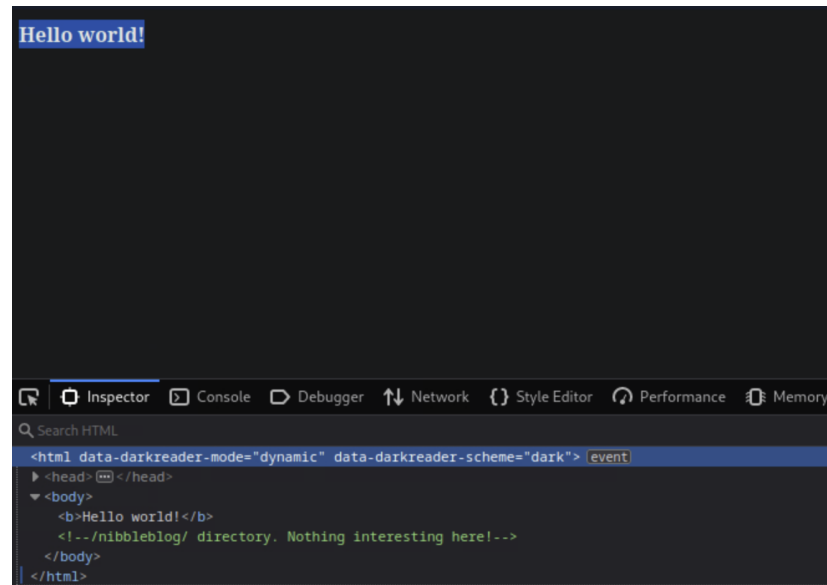 Hello world!
Inspector Console Debugger Network Style Editor Performance Memory
Search HTML
<html data-darkreader-mode="dynamic" data-darkreader-scheme="dark"> event
<head> </head>
<body>
<b>Hello world!</b>
<!--/nibbleblog/ directory. Nothing interesting here!-->
</body>
</html>